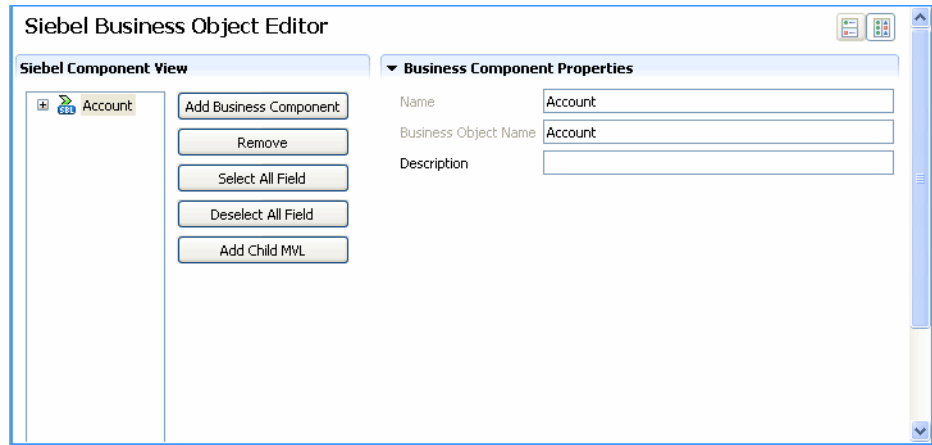 Siebel Business Object Editor
Siebel Component View
Account
SBL
Add Business Component
Remove
Select All Field
Deselect All Field
Add Child MVL
Business Component Properties
Name Account
Business Object Name Account
Description